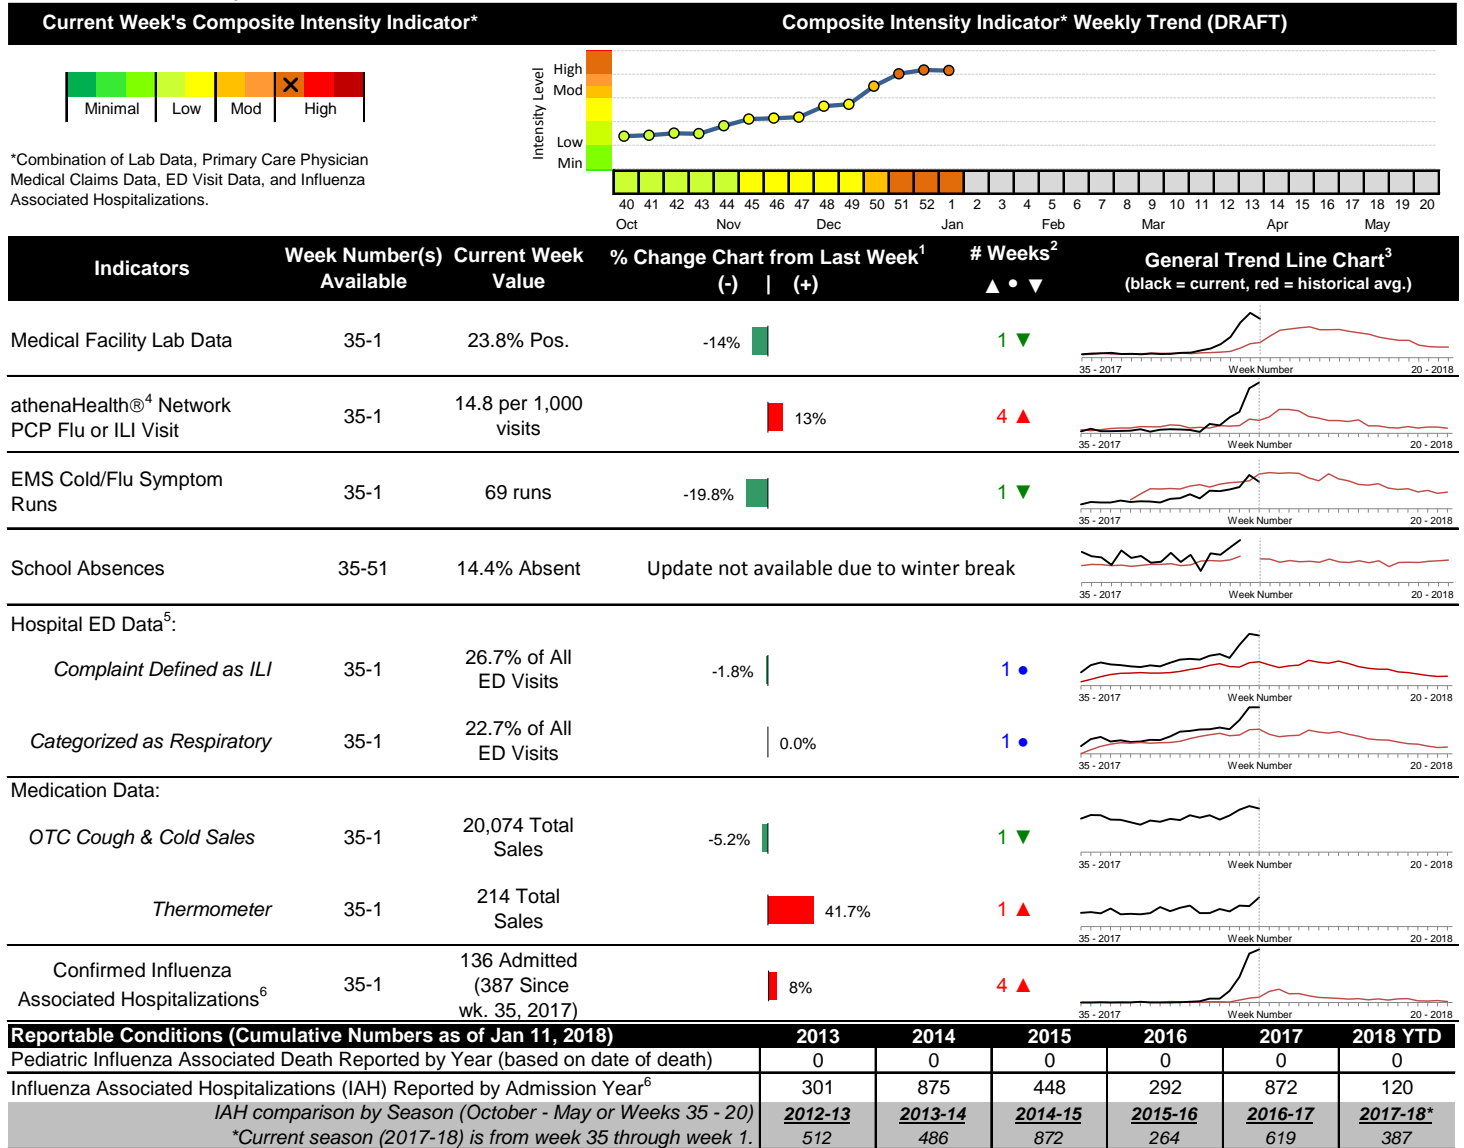 Current Week's Composite Intensity Indicator*
Composite Intensity Indicator* Weekly Trend (DRAFT)
Minimal Low Mod High
*Combination of Lab Data, Primary Care Physician
Medical Claims Data, ED Visit Data, and Influenza
Associated Hospitalizations.
Intensity Level
High
Mod
Low
Min
40 41 42 43 44 45 46 47 48 49 50 51 52 1 2 3 4 5 6 7 8 9 10 11 12 13 14 15 16 17 18 19 20
Oct Nov Dec Jan Feb Mar Apr May
Indicators
Week Number(s)
Available
Current Week
Value
% Change Chart from Last Week1
(-) | (+)
# Weeks2
▲ ● ▼
General Trend Line Chart3
(black = current, red = historical avg.)
Medical Facility Lab Data 35-1 23.8% Pos. -14% 1 ▼
35 - 2017 Week Number 20 - 2018
athenaHealth®4 Network
PCP Flu or ILI Visit
35-1
14.8 per 1,000
visits
13% 4 ▲
35 - 2017 Week Number 20 - 2018
EMS Cold/Flu Symptom
Runs
35-1 69 runs -19.8% 1 ▼
35 - 2017 Week Number 20 - 2018
School Absences 35-51 14.4% Absent Update not available due to winter break
35 - 2017 Week Number 20 - 2018
Hospital ED Data5:
Complaint Defined as ILI 35-1
26.7% of All
ED Visits
-1.8% 1 ●
35 - 2017 Week Number 20 - 2018
Categorized as Respiratory 35-1
22.7% of All
ED Visits
0.0% 1 ●
35 - 2017 Week Number 20 - 2018
Medication Data:
OTC Cough & Cold Sales 35-1
20,074 Total
Sales
-5.2% 1 ▼
35 - 2017 Week Number 20 - 2018
Thermometer 35-1
214 Total
Sales
41.7% 1 ▲
35 - 2017 Week Number 20 - 2018
Confirmed Influenza
Associated Hospitalizations6
35-1
136 Admitted
(387 Since
wk. 35, 2017)
8% 4 ▲
35 - 2017 Week Number 20 - 2018
Reportable Conditions (Cumulative Numbers as of Jan 11, 2018) 2013 2014 2015 2016 2017 2018 YTD
Pediatric Influenza Associated Death Reported by Year (based on date of death) 0 0 0 0 0 0
Influenza Associated Hospitalizations (IAH) Reported by Admission Year6 301 875 448 292 872 120
IAH comparison by Season (October - May or Weeks 35 - 20) 2012-13 2013-14 2014-15 2015-16 2016-17 2017-18*
*Current season (2017-18) is from week 35 through week 1. 512 486 872 264 619 387